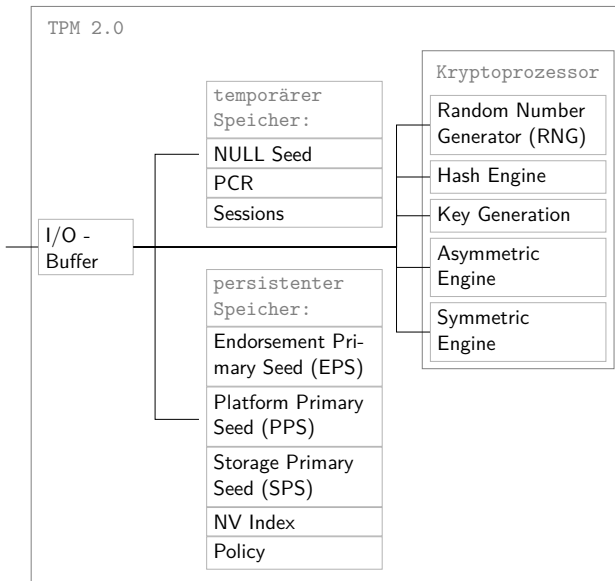 TPM 2.0
temporärer
Speicher:
NULL Seed
PCR
Sessions
I/O -
Buffer
persistenter
Speicher:
Endorsement Pri-
mary Seed (EPS)
Platform Primary
Seed (PPS)
Storage Primary
Seed (SPS)
NV Index
Policy
Kryptoprozessor
Random Number
Generator (RNG)
Hash Engine
Key Generation
Asymmetric
Engine
Symmetric
Engine